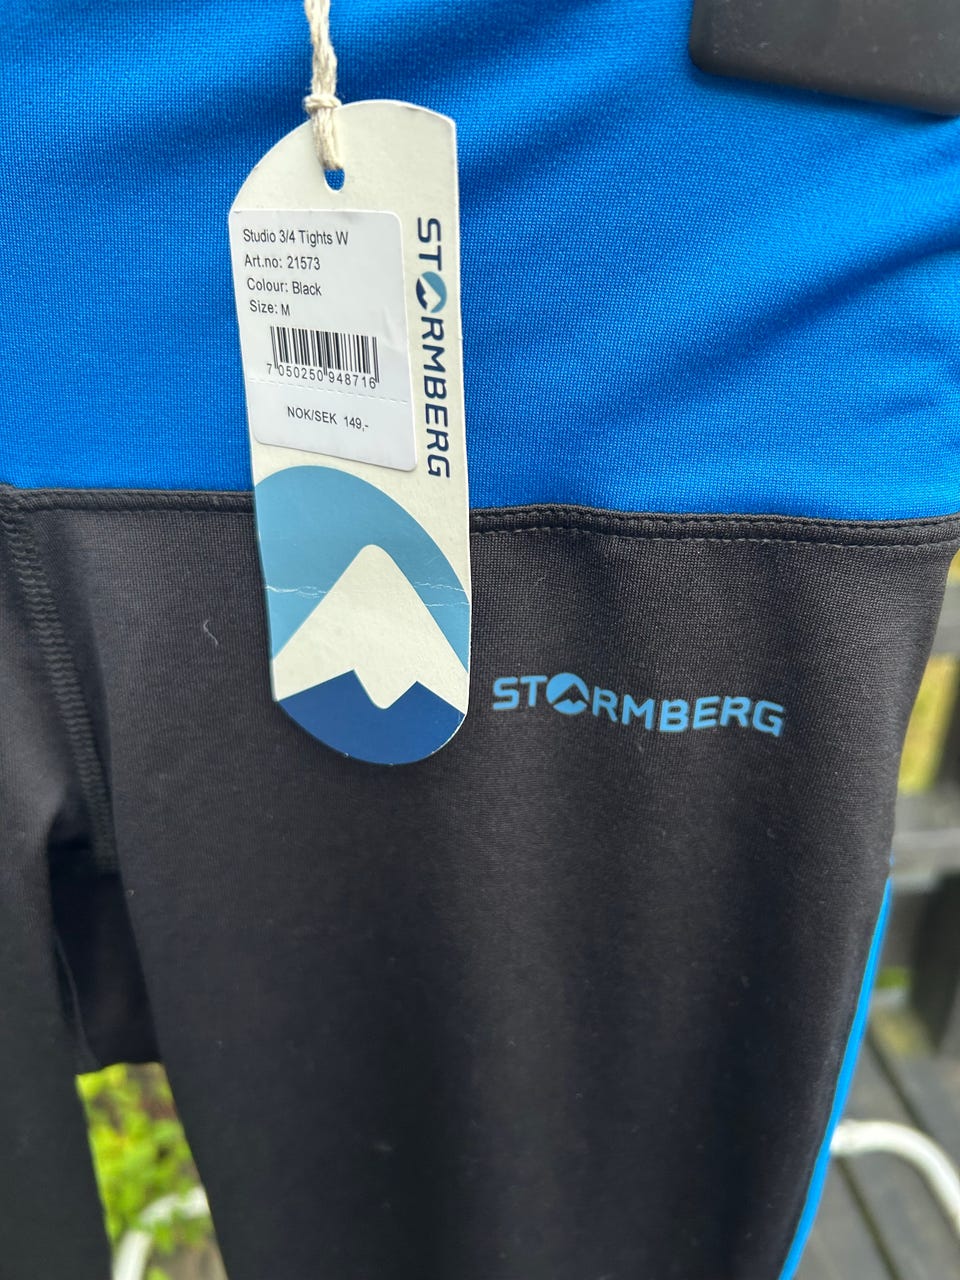 Studio 3/4 Tights W
Art.no: 21573
Colour: Black
Size: M
7 050250 948716
NOK/SEK 149,-
STORMBERG
STORMBERG